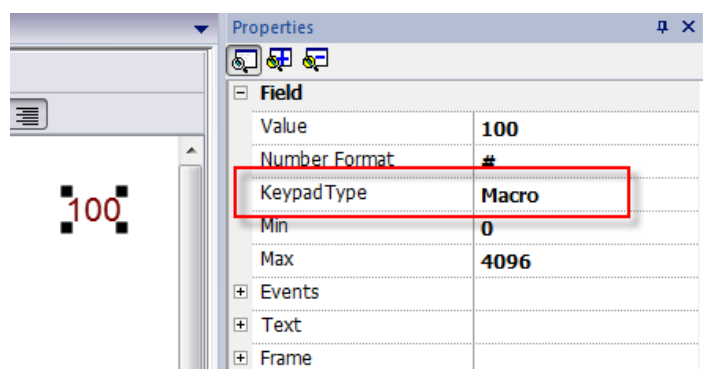 Properties
Field
Value 100
Number Format #
KeypadType Macro
Min 0
Max 4096
Events
Text
Frame
100